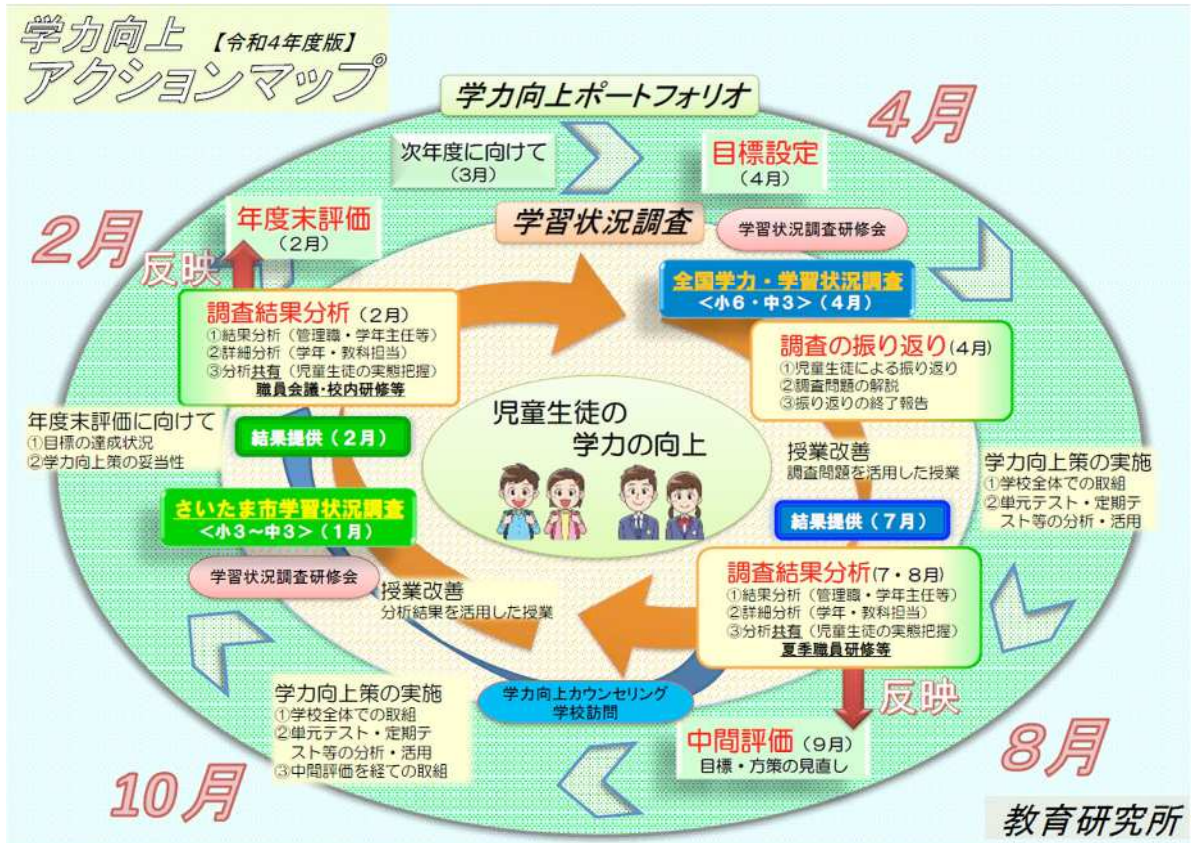 学力向上 【令和4年度版】
アクションマップ
学力向上ポートフォリオ
4月
次年度に向けて
（3月）
目標設定
（4月）
2月
年度末評価
（2月）
反映
学習状況調査
学習状況調査研修会
全国学力・学習状況調査
＜小6・中3＞（4月）
調査結果分析（2月）
①結果分析（管理職・学年主任等）
②詳細分析（学年・教科担当）
③分析共有（児童生徒の実態把握）
職員会議・校内研修等
調査の振り返り(4月)
①児童生徒による振り返り
②調査問題の解説
③振り返りの終了報告
児童生徒の
学力の向上
年度末評価に向けて
①目標の達成状況
②学力向上策の妥当性
結果提供（2月）
授業改善
調査問題を活用した授業
学力向上策の実施
①学校全体での取組
②単元テスト・定期テ
スト等の分析・活用
さいたま市学習状況調査
＜小3～中3＞（1月）
結果提供（7月）
学習状況調査研修会
授業改善
分析結果を活用した授業
調査結果分析(7・8月)
①結果分析（管理職・学年主任等）
②詳細分析（学年・教科担当）
③分析共有（児童生徒の実態把握）
夏季職員研修等
学力向上策の実施
①学校全体での取組
②単元テスト・定期テ
スト等の分析・活用
③中間評価を経ての取組
学力向上カウンセリング
学校訪問
反映
中間評価（9月）
目標・方策の見直し
8月
10月
教育研究所